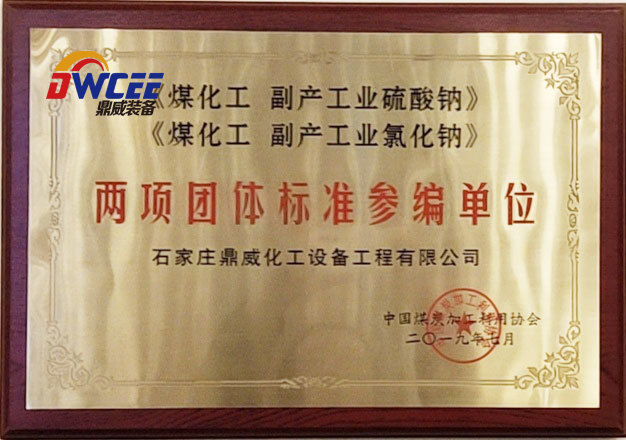 DWCEE
鼎威装备
《煤化工 副产工业硫酸钠》
《煤化工 副产工业氯化钠》
两项团体标准参编单位
石家庄鼎威化工设备工程有限公司
中国煤炭加工利用协会
二〇一九年七月